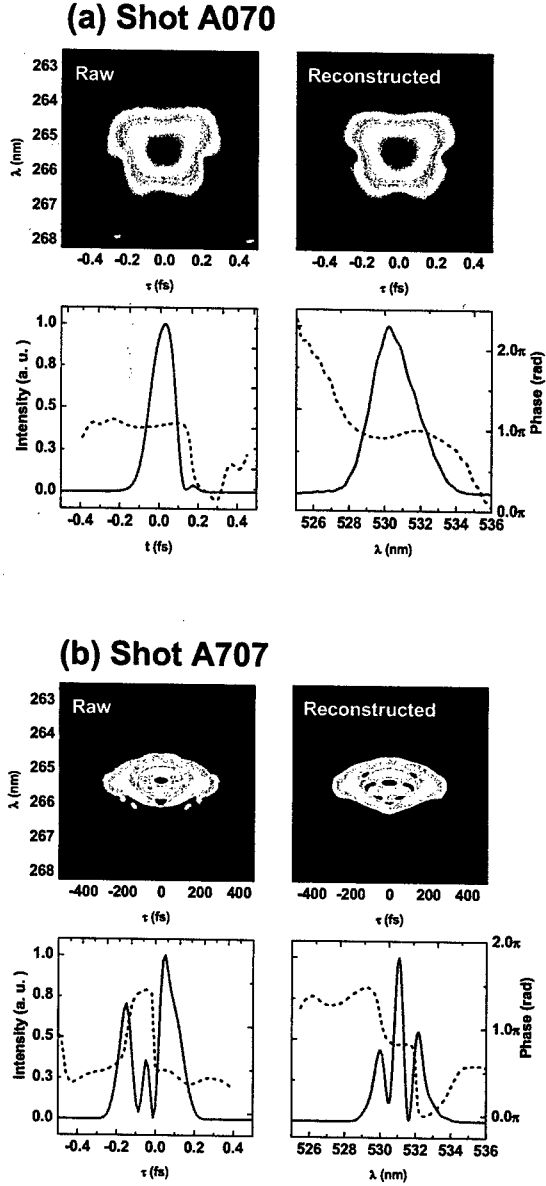 (a) Shot A070
Raw
Reconstructed
λ (nm)
263
264
265
266
267
268
-0.4 -0.2 0.0 0.2 0.4
-0.4 -0.2 0.0 0.2 0.4
τ (fs)
τ (fs)
Intensity (a. u.)
1.0
0.8
0.5
0.3
0.0
2.0π
1.0π
0.0π
Phase (rad)
-0.4 -0.2 0.0 0.2 0.4
526 528 530 532 534 536
t (fs)
λ (nm)
(b) Shot A707
Raw
Reconstructed
λ (nm)
263
264
265
266
267
268
-400 -200 0 200 400
-400 -200 0 200 400
τ (fs)
τ (fs)
Intensity (a. u. )
1.0
0.8
0.5
0.3
0.0
2.0π
1.0π
0.0π
Phase (rad)
-0.4 -0.2 0.0 0.2 0.4
526 528 530 532 534 536
τ (fs)
λ (nm)